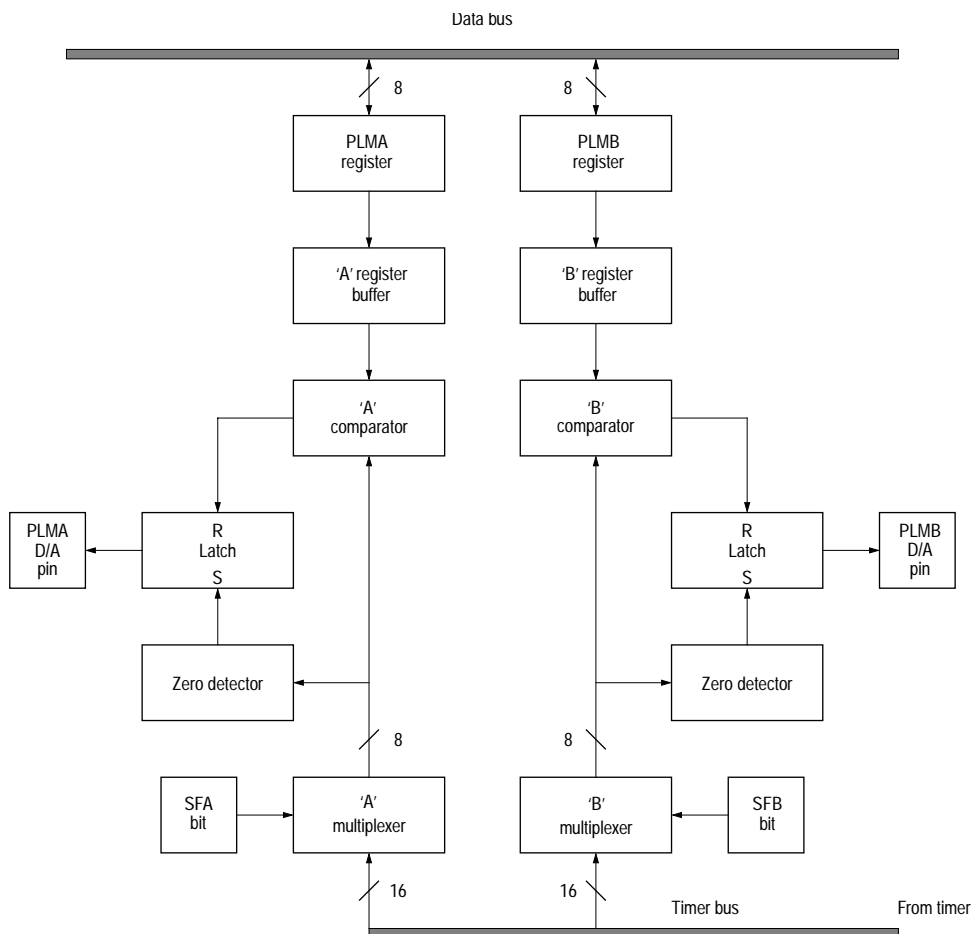 Data bus
8
8
PLMA
register
PLMB
register
‘A’ register
buffer
‘B’ register
buffer
‘A’
comparator
‘B’
comparator
PLMA
D/A
pin
R
Latch
S
R
Latch
S
PLMB
D/A
pin
Zero detector
Zero detector
8
8
SFA
bit
‘A’
multiplexer
‘B’
multiplexer
SFB
bit
16
16
Timer bus
From timer